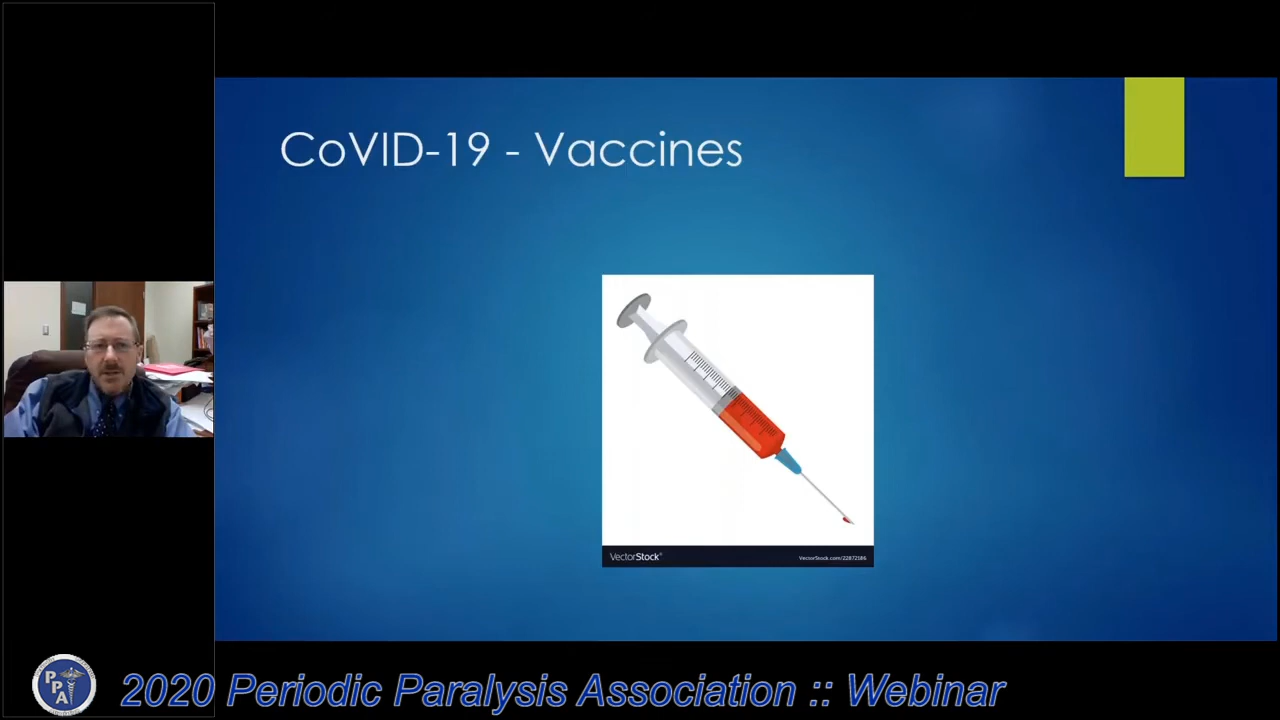 CoVID-19 - Vaccines
VectorStock®
VectorStock.com/22872186
PPA
2020 Periodic Paralysis Association :: Webinar